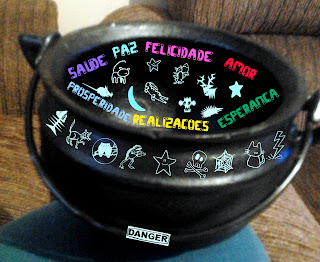 SAUDE PAZ FELICIDADE AMOR
PROSPERIDADE REALIZACOES ESPERANCA
DANGER